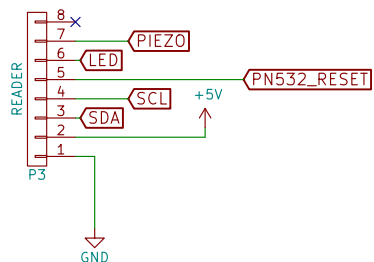 8
7 PIEZO
6 LED
5 PN532_RESET
4 SCL
+5V
3 SDA
2
1
READER
P3
GND